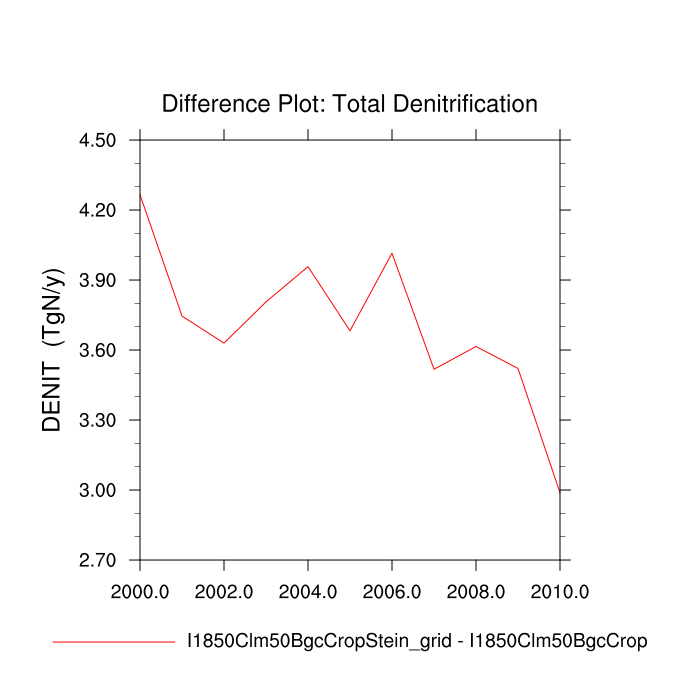 Difference Plot: Total Denitrification
DENIT (TgN/y)
4.50
4.20
3.90
3.60
3.30
3.00
2.70
2000.0 2002.0 2004.0 2006.0 2008.0 2010.0
I1850Clm50BgcCropStein_grid - I1850Clm50BgcCrop